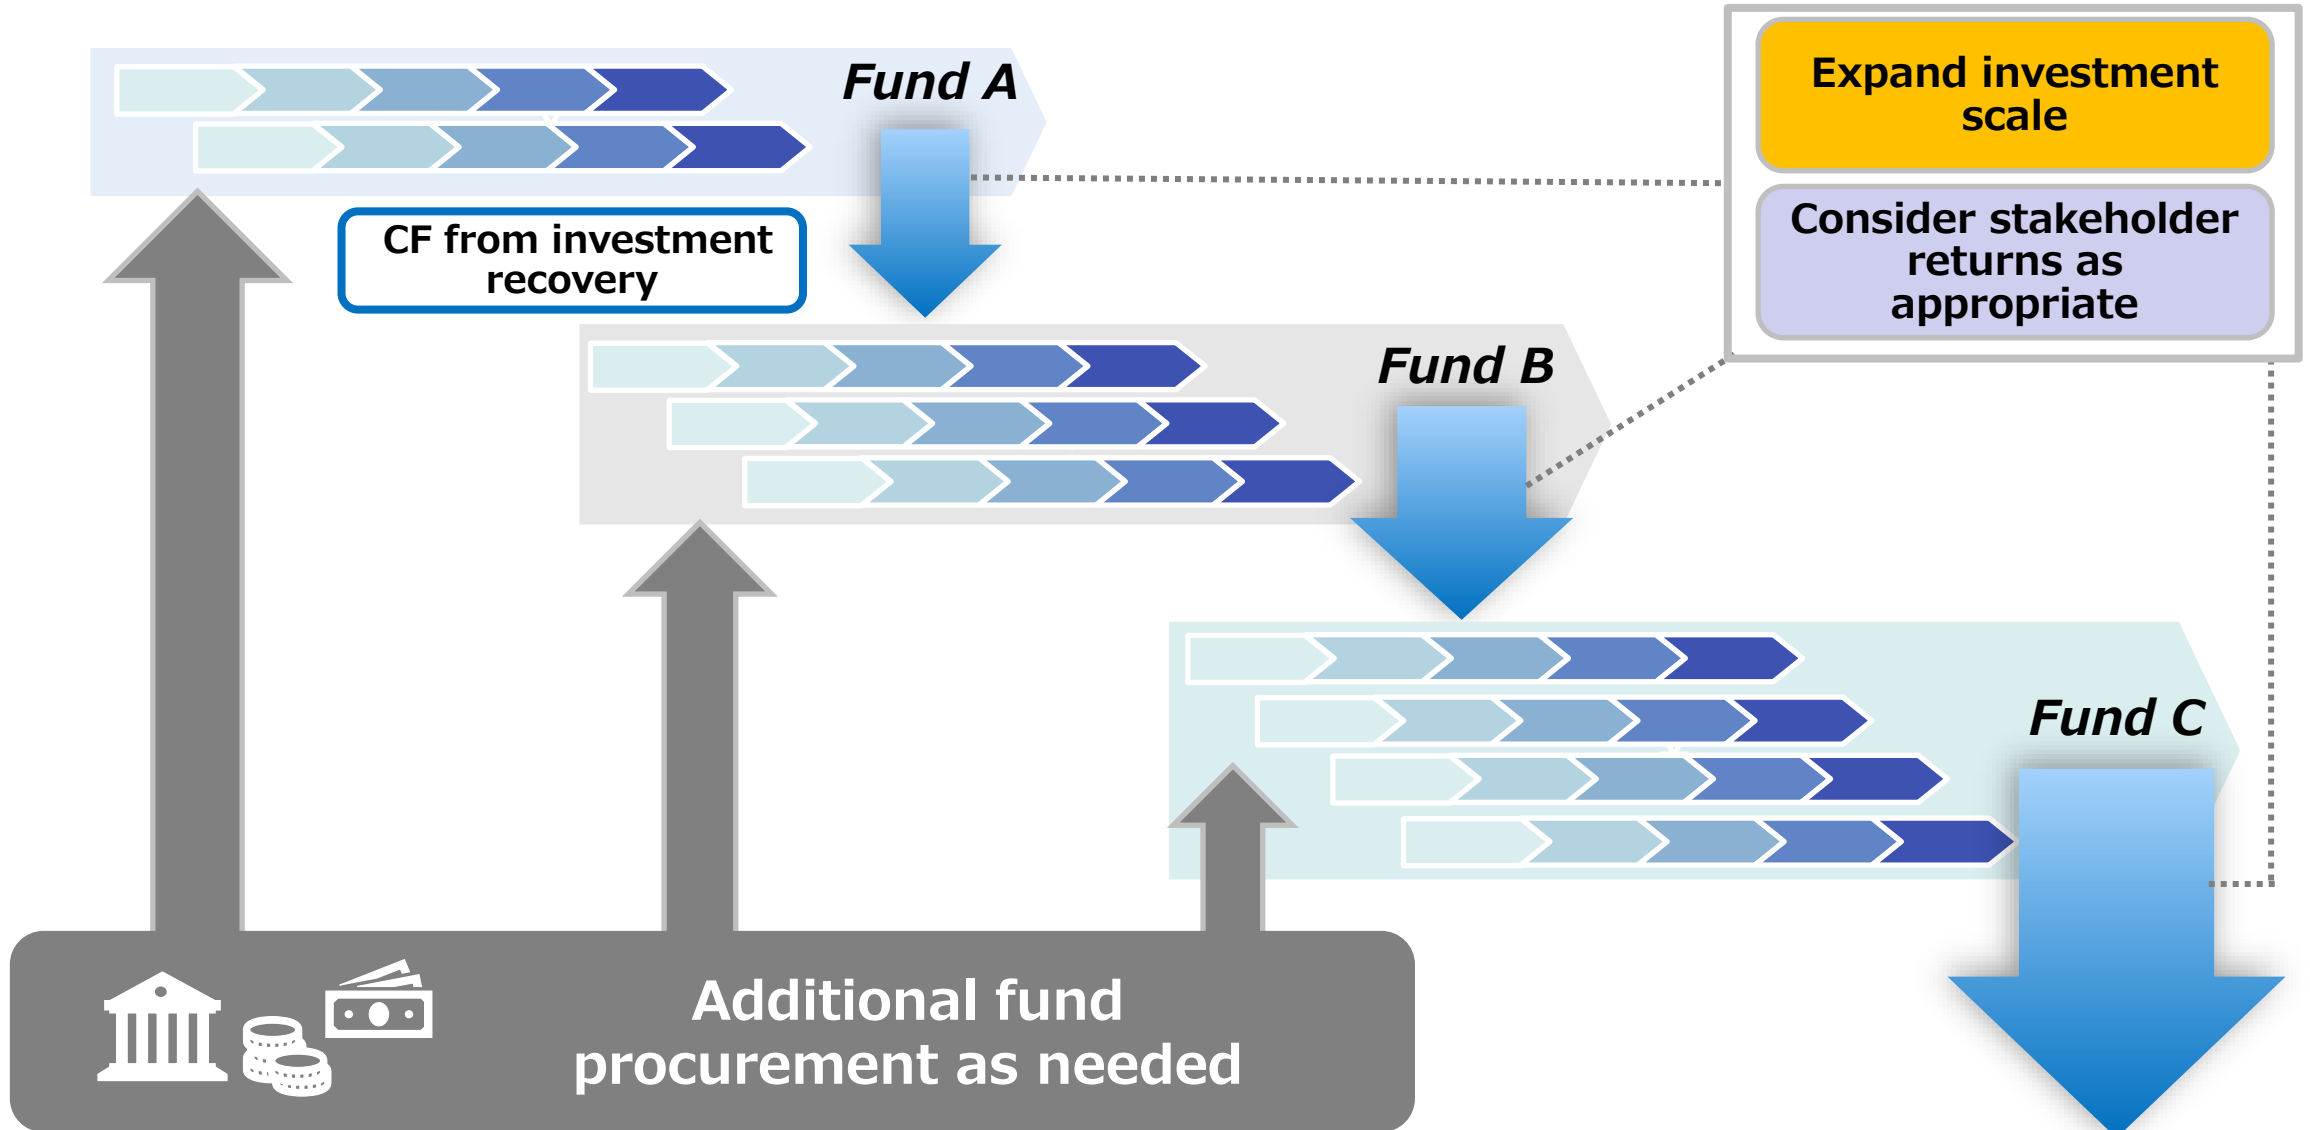 Fund A
Expand investment
scale
Consider stakeholder
returns as
appropriate
CF from investment
recovery
Fund B
Fund C
Additional fund
procurement as needed